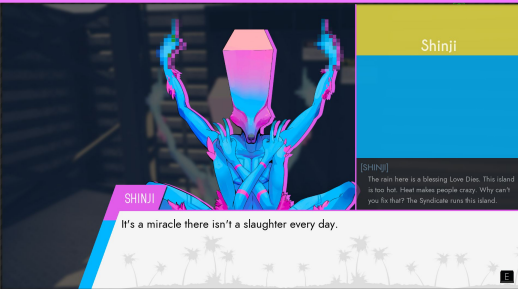 Shinji
[SHINJI]
The rain here is a blessing Love Dies. This island
is too hot. Heat makes people crazy. Why can't
you fix that? The Syndicate runs this island.
SHINJI
It's a miracle there isn't a slaughter every day.
E